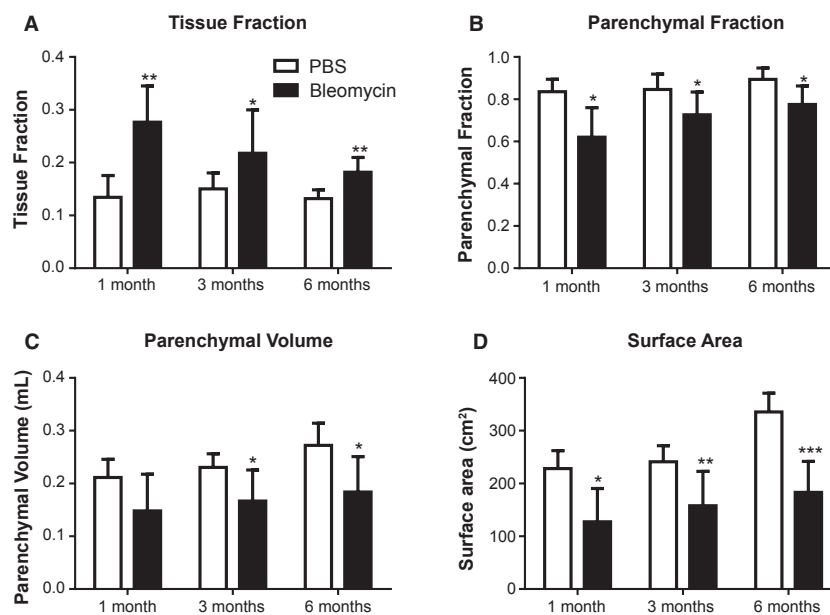 A
Tissue Fraction
Tissue Fraction
0.4
0.3
0.2
0.1
0.0
PBS
Bleomycin
**
*
**
1 month
3 months
6 months
B
Parenchymal Fraction
Parenchymal Fraction
1.0
0.8
0.6
0.4
0.2
0.0
*
*
*
1 month
3 months
6 months
C
Parenchymal Volume
Parenchymal Volume (mL)
0.4
0.3
0.2
0.1
0.0
*
*
1 month
3 months
6 months
D
Surface Area
Surface area (cm²)
400
300
200
100
0
*
**
***
1 month
3 months
6 months